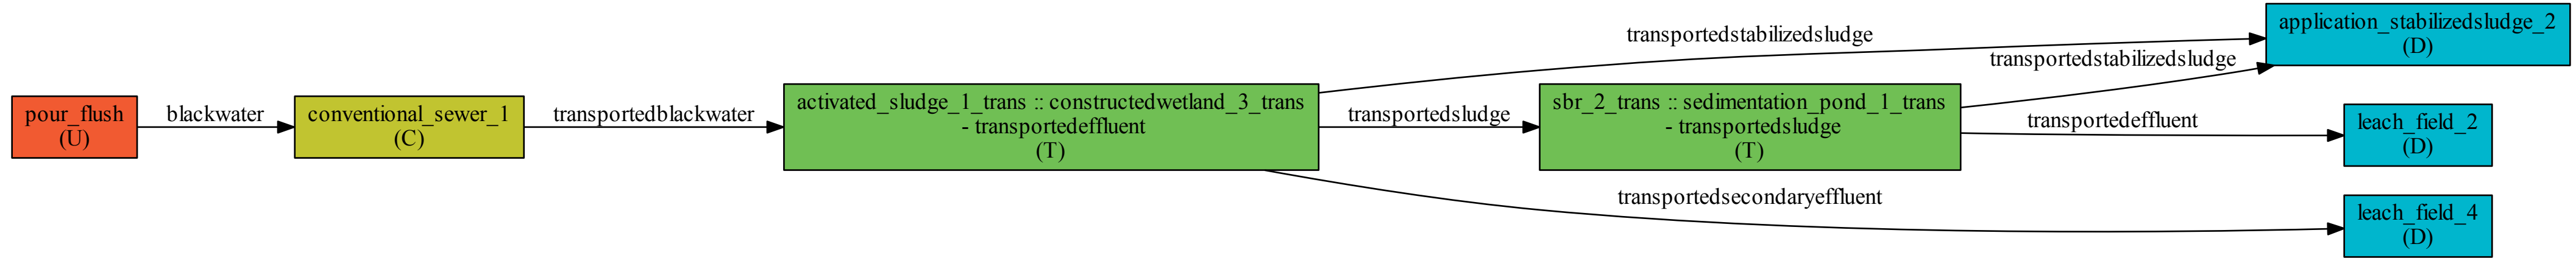 pour_flush
(U)
blackwater
conventional_sewer_1
(C)
transportedblackwater
activated_sludge_1_trans :: constructedwetland_3_trans
- transportedeffluent -
(T)
transportedstabilizedsludge
transportedsludge
transportedsecondaryeffluent
sbr_2_trans :: sedimentation_pond_1_trans
- transportedsludge -
(T)
transportedstabilizedsludge
transportedeffluent
application_stabilizedsludge_2
(D)
leach_field_2
(D)
leach_field_4
(D)